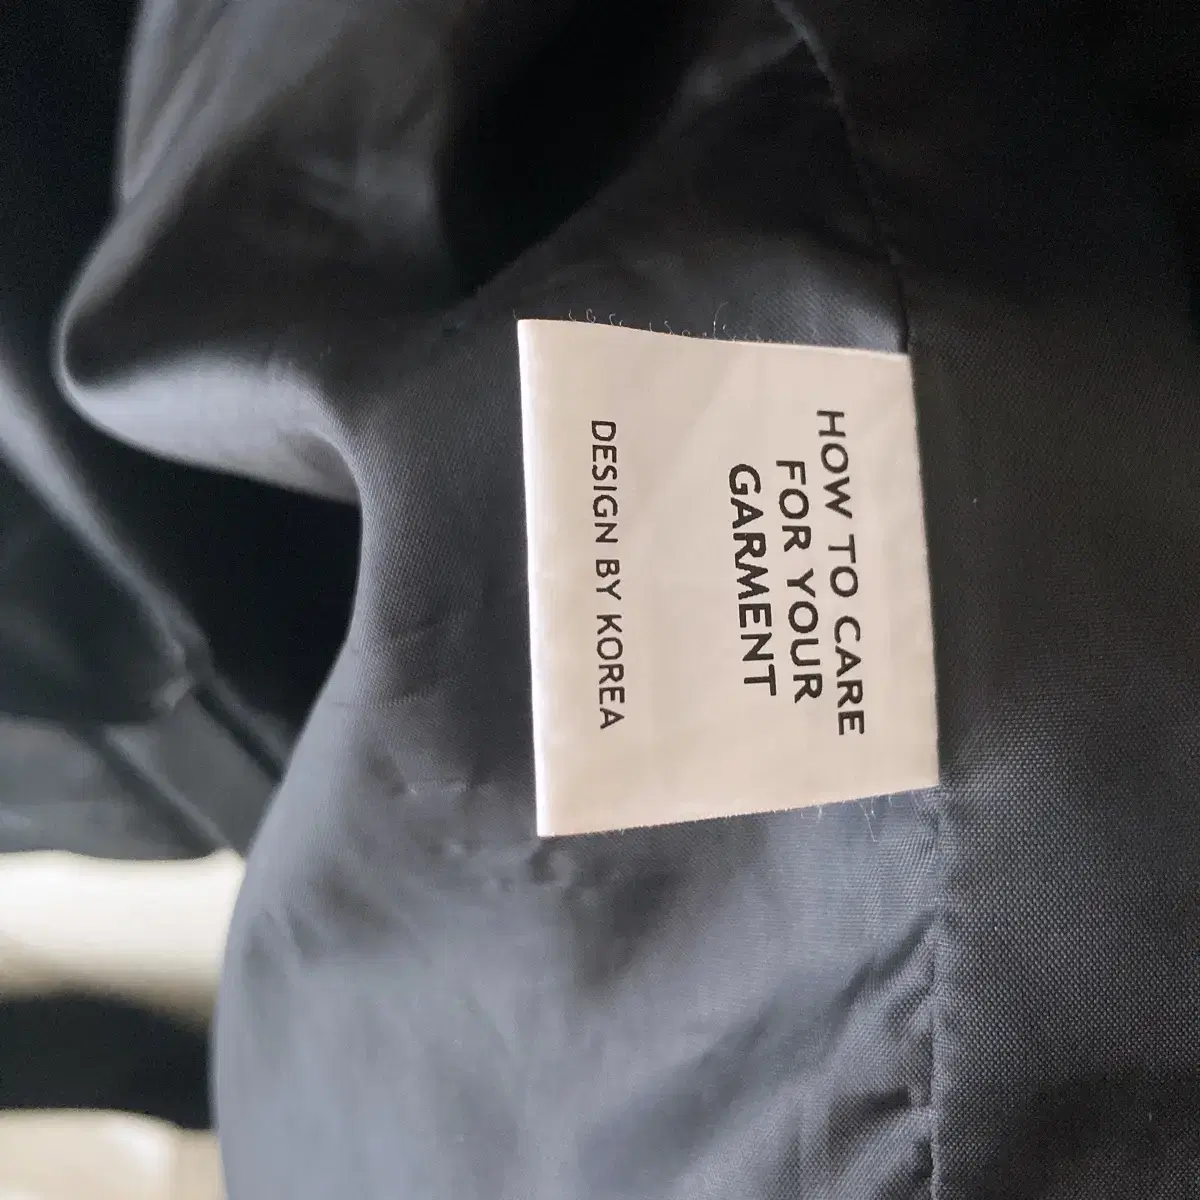 HOW TO CARE
FOR YOUR
GARMENT
DESIGN BY KOREA